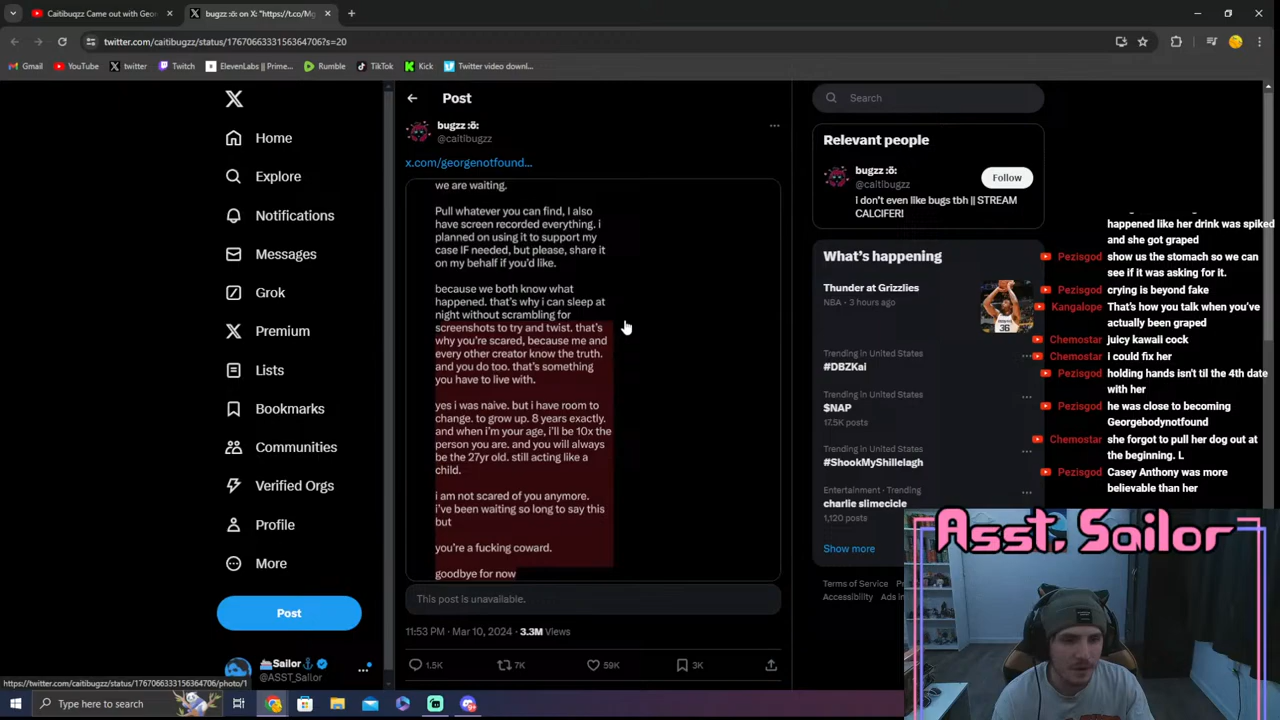 Caitibuqzz Came out with Geo
bugzz :ö: on X: "https://t.co/Mg
twitter.com/caitibugzz/status/1767066333156364706?s=20
Gmail
YouTube
twitter
Twitch
ElevenLabs || Prime...
Rumble
TikTok
Kick
Twitter video downl...
Home
Explore
Notifications
Messages
Grok
Premium
Lists
Bookmarks
Communities
Verified Orgs
Profile
More
Post
Sailor
@ASST_Sailor
https://twitter.com/caitibugzz/status/1767066333156364706/photo/1
Post
bugzz :ö:
@caitibugzz
x.com/georgenotfound...
we are waiting.
Pull whatever you can find, I also
have screen recorded everything. i
planned on using it to support my
case IF needed, but please, share it
on my behalf if you'd like.
because we both know what
happened. that's why i can sleep at
night without scrambling for
screenshots to try and twist. that's
why you're scared, because me and
every other creator know the truth.
and you do too. that's something
you have to live with.
yes i was naive. but i have room to
change. to grow up. 8 years exactly.
and when i'm your age, i'll be 10x the
person you are. and you will always
be the 27yr old. still acting like a
child.
i am not scared of you anymore.
i've been waiting so long to say this
but
you're a fucking coward.
goodbye for now
This post is unavailable.
11:53 PM · Mar 10, 2024 · 3.3M Views
1.5K
7K
59K
3K
Search
Relevant people
bugzz :ö:
@caitibugzz
Follow
I don't even like bugs tbh || STREAM
CALCIFER!
What's happening
Thunder at Grizzlies
NBA · 3 hours ago
Trending in United States
#DBZKai
Trending in United States
$NAP
17.5K posts
Trending in United States
#ShookMyShillelagh
Entertainment · Trending
charlie slimecicle
1,120 posts
Show more
Terms of Service
Accessibility
happened like her drink was spiked
and she got graped
Pezisgod show us the stomach so we can
see if it was asking for it.
Pezisgod crying is beyond fake
Kangalope That's how you talk when you've
actually been graped
Chemostar juicy kawaii cock
Chemostar i could fix her
Pezisgod holding hands isn't til the 4th date
with her
Pezisgod he was close to becoming
Georgebodynotfound
Chemostar she forgot to pull her dog out at
the beginning. L
Pezisgod Casey Anthony was more
believable than her
Asst, Sailor
Type here to search